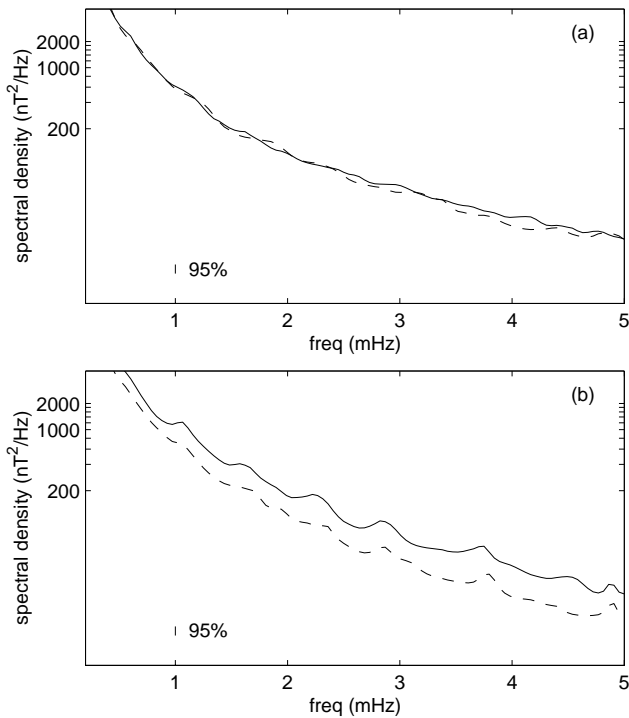 (a)
spectral density (nT²/Hz)
2000
1000
200
95%
1 2 3 4 5
freq (mHz)
(b)
spectral density (nT²/Hz)
2000
1000
200
95%
1 2 3 4 5
freq (mHz)